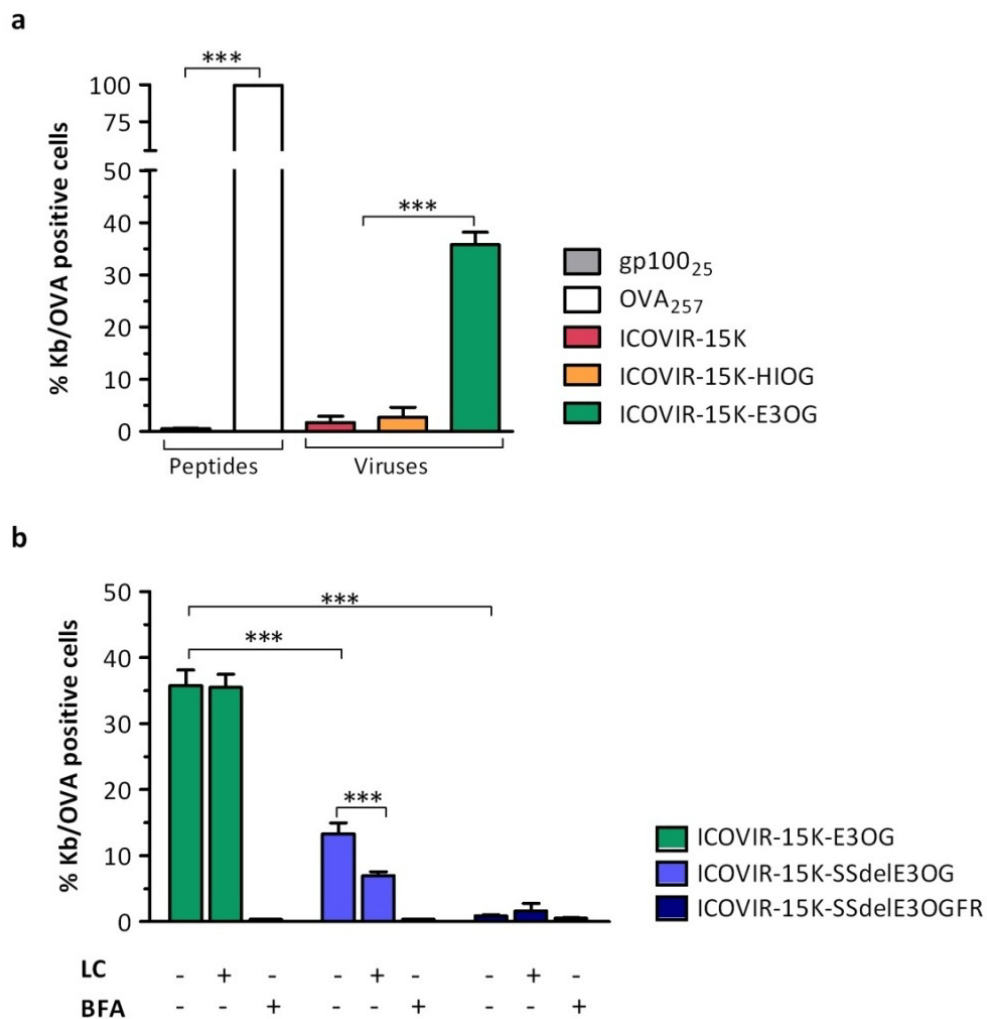 a
***
100
75
50
40
30
20
10
0
% Kb/OVA positive cells
***
Peptides
Viruses
gp100₂₅
OVA₂₅₇
ICOVIR-15K
ICOVIR-15K-HIOG
ICOVIR-15K-E3OG
b
50
40
30
20
10
0
% Kb/OVA positive cells
***
***
***
ICOVIR-15K-E3OG
ICOVIR-15K-SSdelE3OG
ICOVIR-15K-SSdelE3OGFR
LC - + - + - - + -
BFA - - + - - + - - +